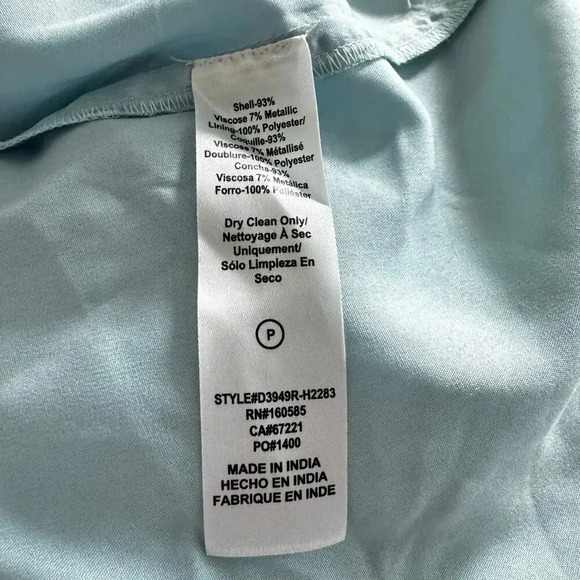 Shell-93%
Viscose 7% Metallic
Lining-100% Polyester/
Coquille-93%
Viscose 7% Métallisé
Doublure-100% Polyester
Concha-93%
Viscosa 7% Metálica
Forro-100% Poliéster
Dry Clean Only/
Nettoyage À Sec
Uniquement/
Sólo Limpieza En
Seco
P
STYLE#D3949R-H2283
RN#160585
CA#67221
PO#1400
MADE IN INDIA
HECHO EN INDIA
FABRIQUE EN INDE